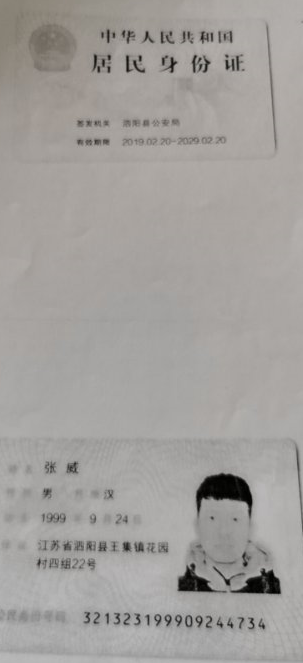 中华人民共和国
居民身份证
签发机关 泗阳县公安局
有效期限 2019.02.20-2029.02.20
张威
男 汉
1999 年 9 月 24 日
江苏省泗阳县王集镇花园
村四组22号
321323199909244734